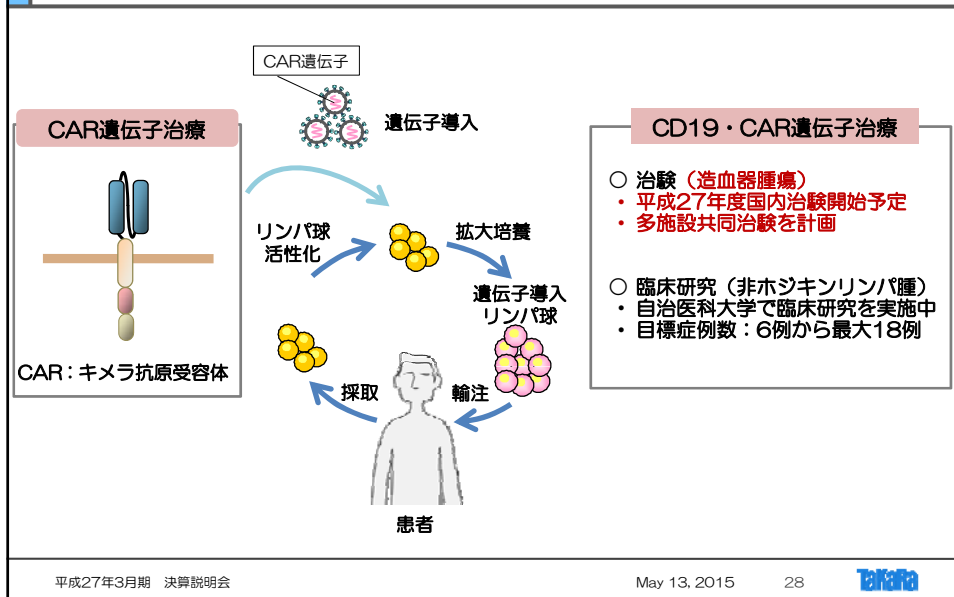 CAR遺伝子
CAR遺伝子治療
遺伝子導入
CAR：キメラ抗原受容体
リンパ球
活性化
拡大培養
遺伝子導入
リンパ球
採取
輸注
患者
CD19・CAR遺伝子治療
○ 治験（造血器腫瘍）
・ 平成27年度国内治験開始予定
・ 多施設共同治験を計画
○ 臨床研究（非ホジキンリンパ腫）
・ 自治医科大学で臨床研究を実施中
・ 目標症例数：6例から最大18例
平成27年3月期 決算説明会
May 13, 2015
28
TaKaRa